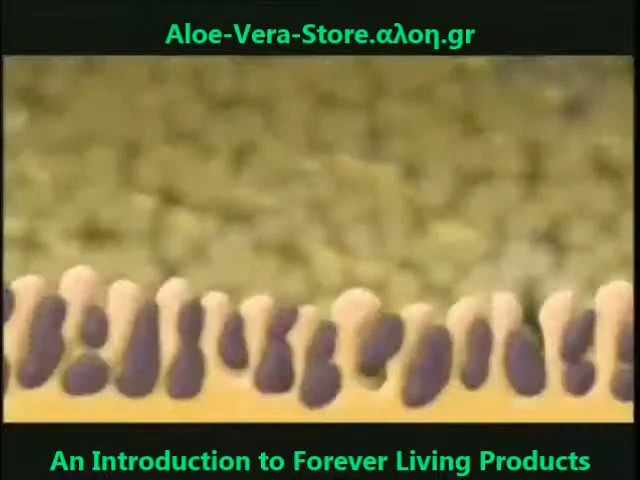 Aloe-Vera-Store.αλοη.gr
An Introduction to Forever Living Products